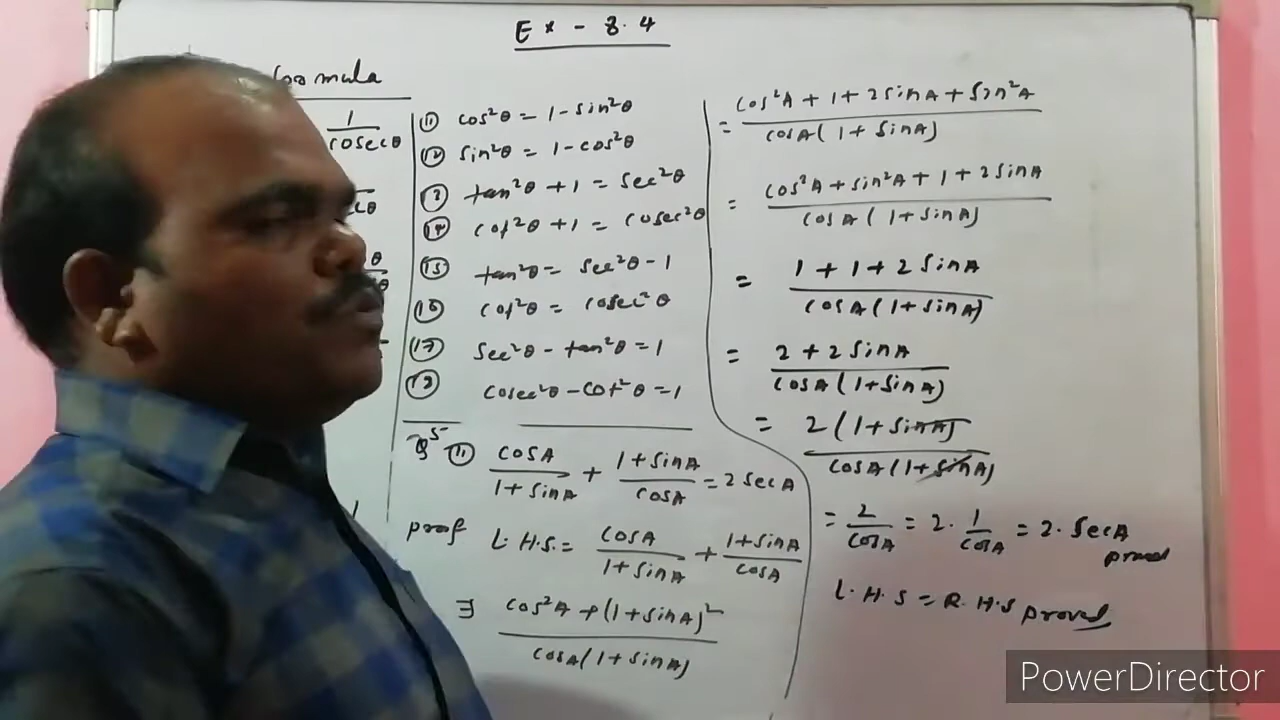 Ex - 8.4
formula
1/cosecθ
⑪ cos²θ = 1 - sin²θ
⑫ sin²θ = 1 - cos²θ
⑬ tan²θ + 1 = sec²θ
⑭ cot²θ + 1 = cosec²θ
⑮ tan²θ = sec²θ - 1
⑯ cot²θ = cosec²θ
⑰ sec²θ - tan²θ = 1
⑱ cosec²θ - cot²θ = 1
Q5 (ii) cosA/(1 + sinA) + (1 + sinA)/cosA = 2 secA
proof L.H.S. = cosA/(1 + sinA) + (1 + sinA)/cosA
⇒ (cos²A + (1 + sinA)²)/(cosA(1 + sinA))
= (cos²A + 1 + 2sinA + sin²A)/(cosA(1 + sinA))
= (cos²A + sin²A + 1 + 2sinA)/(cosA(1 + sinA))
= (1 + 1 + 2sinA)/(cosA(1 + sinA))
= (2 + 2sinA)/(cosA(1 + sinA))
= 2(1 + sinA)/(cosA(1 + sinA))
= 2/cosA = 2 · 1/cosA = 2 · secA
proved
L.H.S = R.H.S proved
PowerDirector